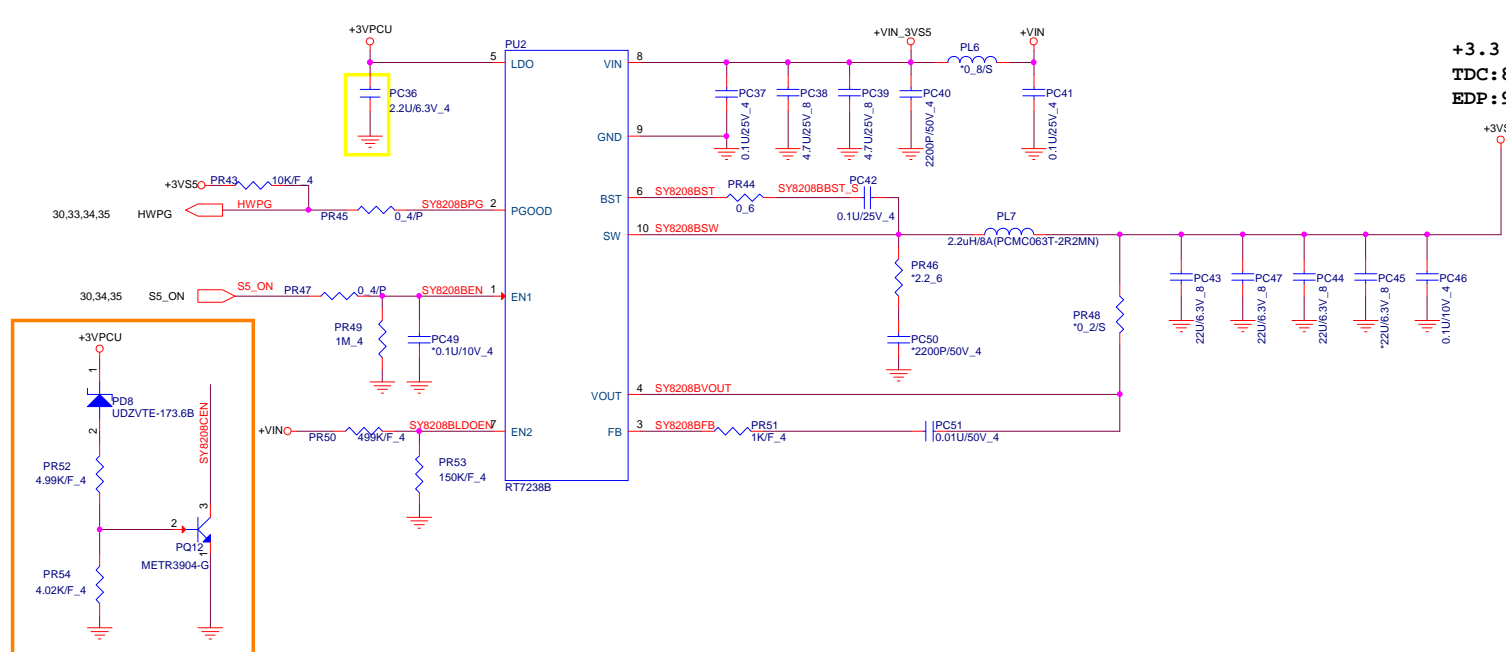 +3VPCU
PC36
2.2U/6.3V_4
PU2
5
LDO
VIN
8
+VIN_3VS5
PL6
*0_8/S
+VIN
+3.3
TDC:8
EDP:9
PC37
0.1U/25V_4
PC38
4.7U/25V_8
PC39
4.7U/25V_8
PC40
2200P/50V_4
PC41
0.1U/25V_4
GND
9
+3VS5
PR43
10K/F_4
30,33,34,35
HWPG
HWPG
PR45
0_4/P
SY8208BPG
2
PGOOD
BST
6
SY8208BST
PR44
0_6
SY8208BBST_S
PC42
0.1U/25V_4
SW
10
SY8208BSW
PL7
2.2uH/8A(PCMC063T-2R2MN)
PR46
*2.2_6
PC50
*2200P/50V_4
PR48
*0_2/S
+3VS
PC43
22U/6.3V_8
PC47
22U/6.3V_8
PC44
22U/6.3V_8
PC45
*22U/6.3V_8
PC46
0.1U/10V_4
30,34,35
S5_ON
S5_ON
PR47
0_4/P
SY8208BEN
1
EN1
PR49
1M_4
PC49
*0.1U/10V_4
VOUT
4
SY8208BVOUT
+VIN
PR50
499K/F_4
SY8208BLDOEN
7
EN2
FB
3
SY8208BFB
PR51
1K/F_4
PC51
0.01U/50V_4
PR53
150K/F_4
RT7238B
+3VPCU
1
PD8
UDZVTE-173.6B
2
PR52
4.99K/F_4
SY8208CEN
3
2
PQ12
1
METR3904-G
PR54
4.02K/F_4